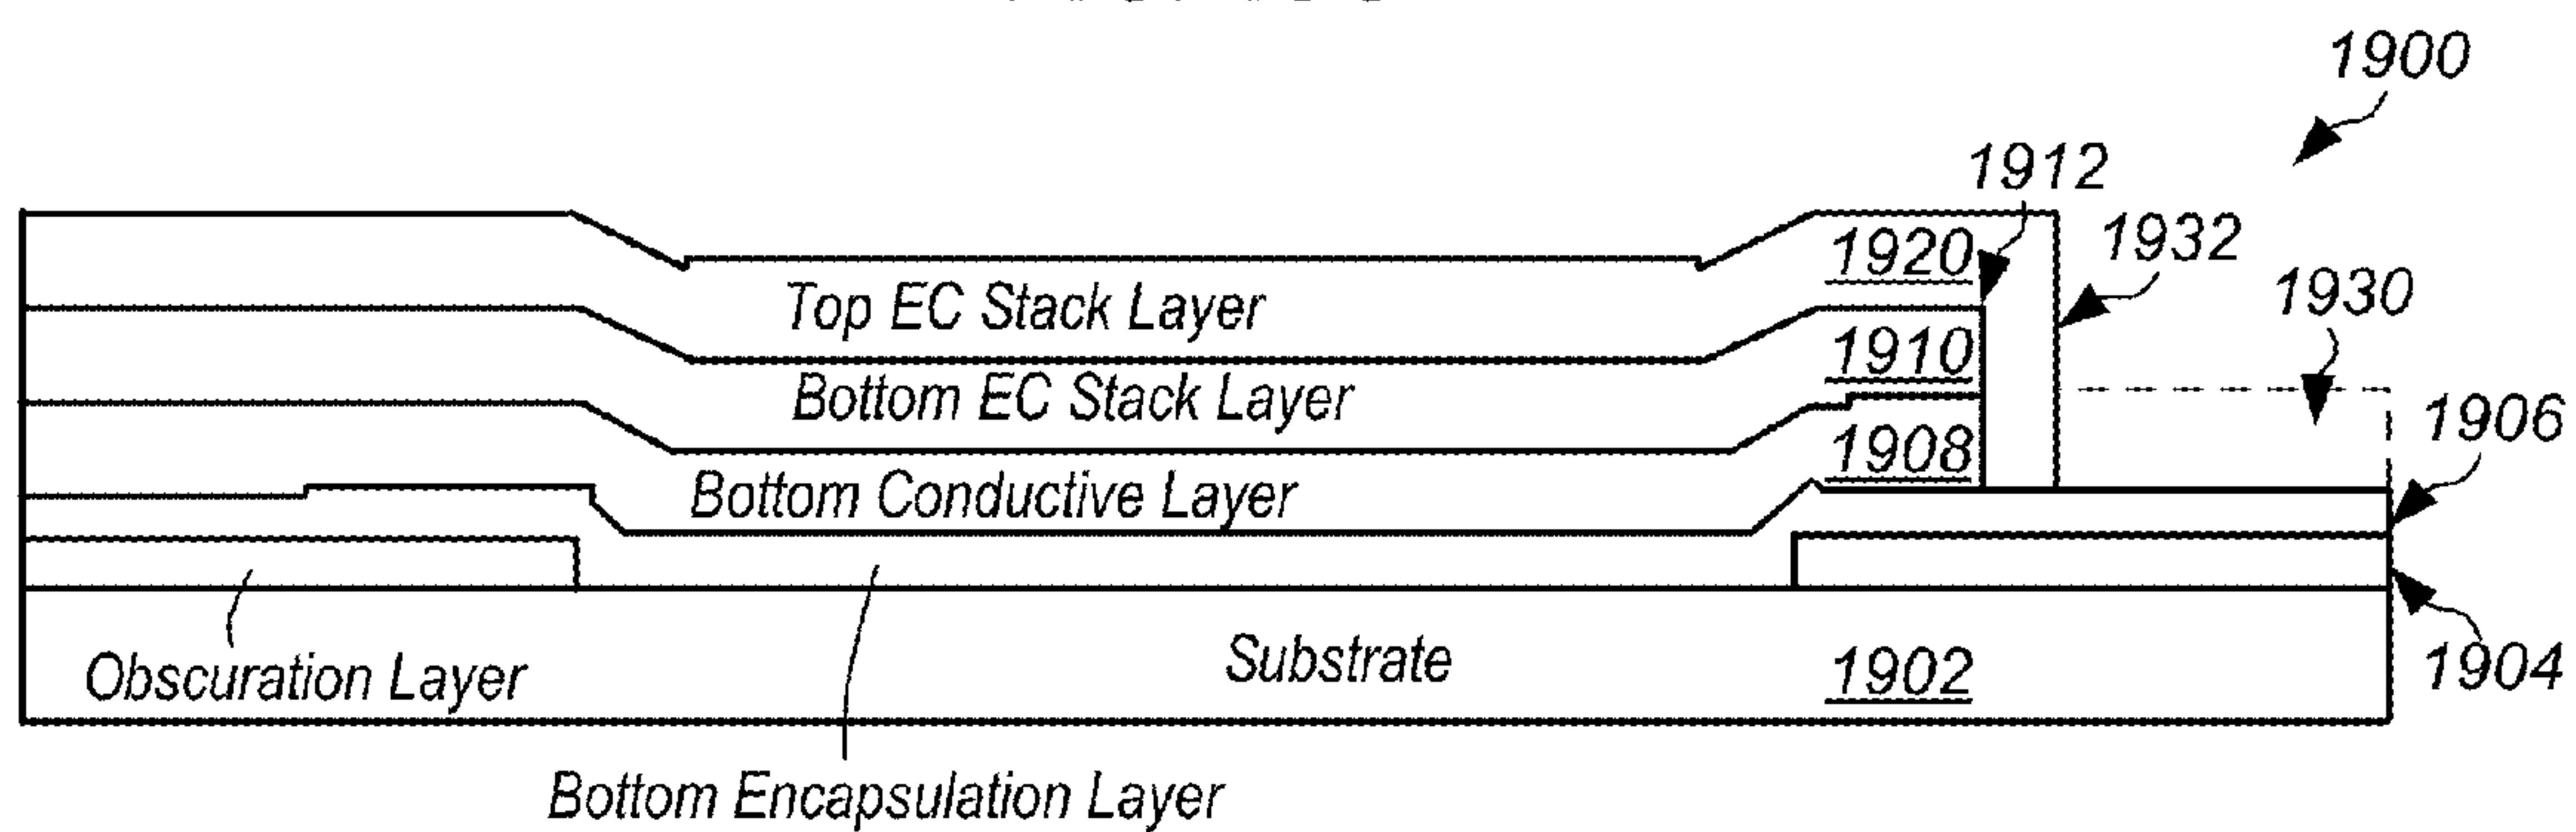 1900
1912
1920
1932
Top EC Stack Layer
1930
1910
Bottom EC Stack Layer
1906
1908
Bottom Conductive Layer
Obscuration Layer
Substrate
1902
1904
Bottom Encapsulation Layer